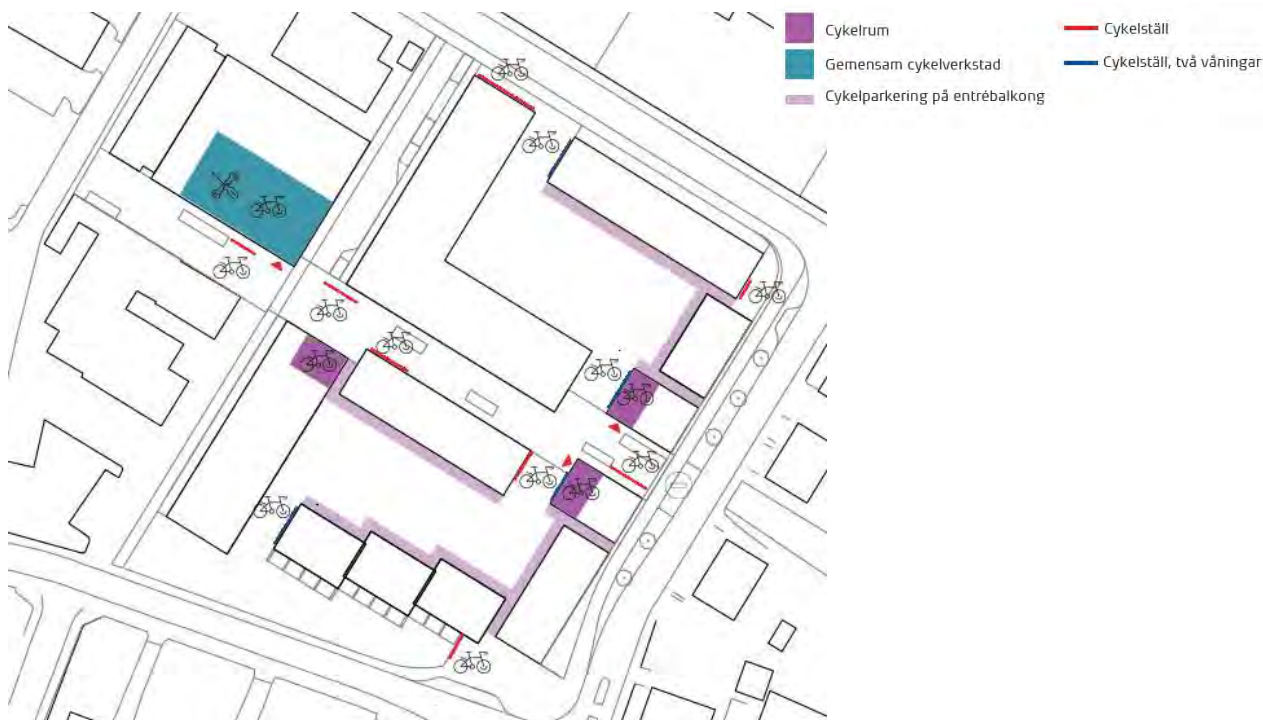 Cykelrum
Gemensam cykelverkstad
Cykelparkering på entrébalkong
Cykelställ
Cykelställ, två våningar